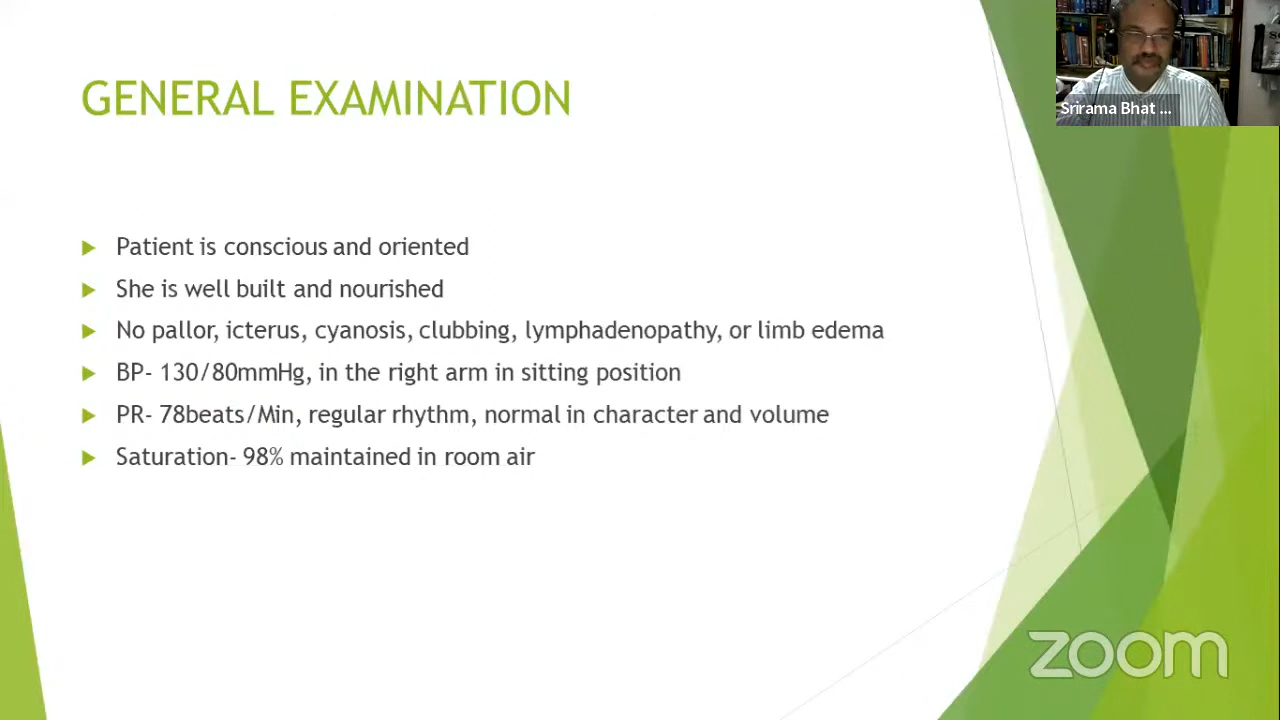 GENERAL EXAMINATION
Srirama Bhat ...
Patient is conscious and oriented
She is well built and nourished
No pallor, icterus, cyanosis, clubbing, lymphadenopathy, or limb edema
BP- 130/80mmHg, in the right arm in sitting position
PR- 78beats/Min, regular rhythm, normal in character and volume
Saturation- 98% maintained in room air
zoom